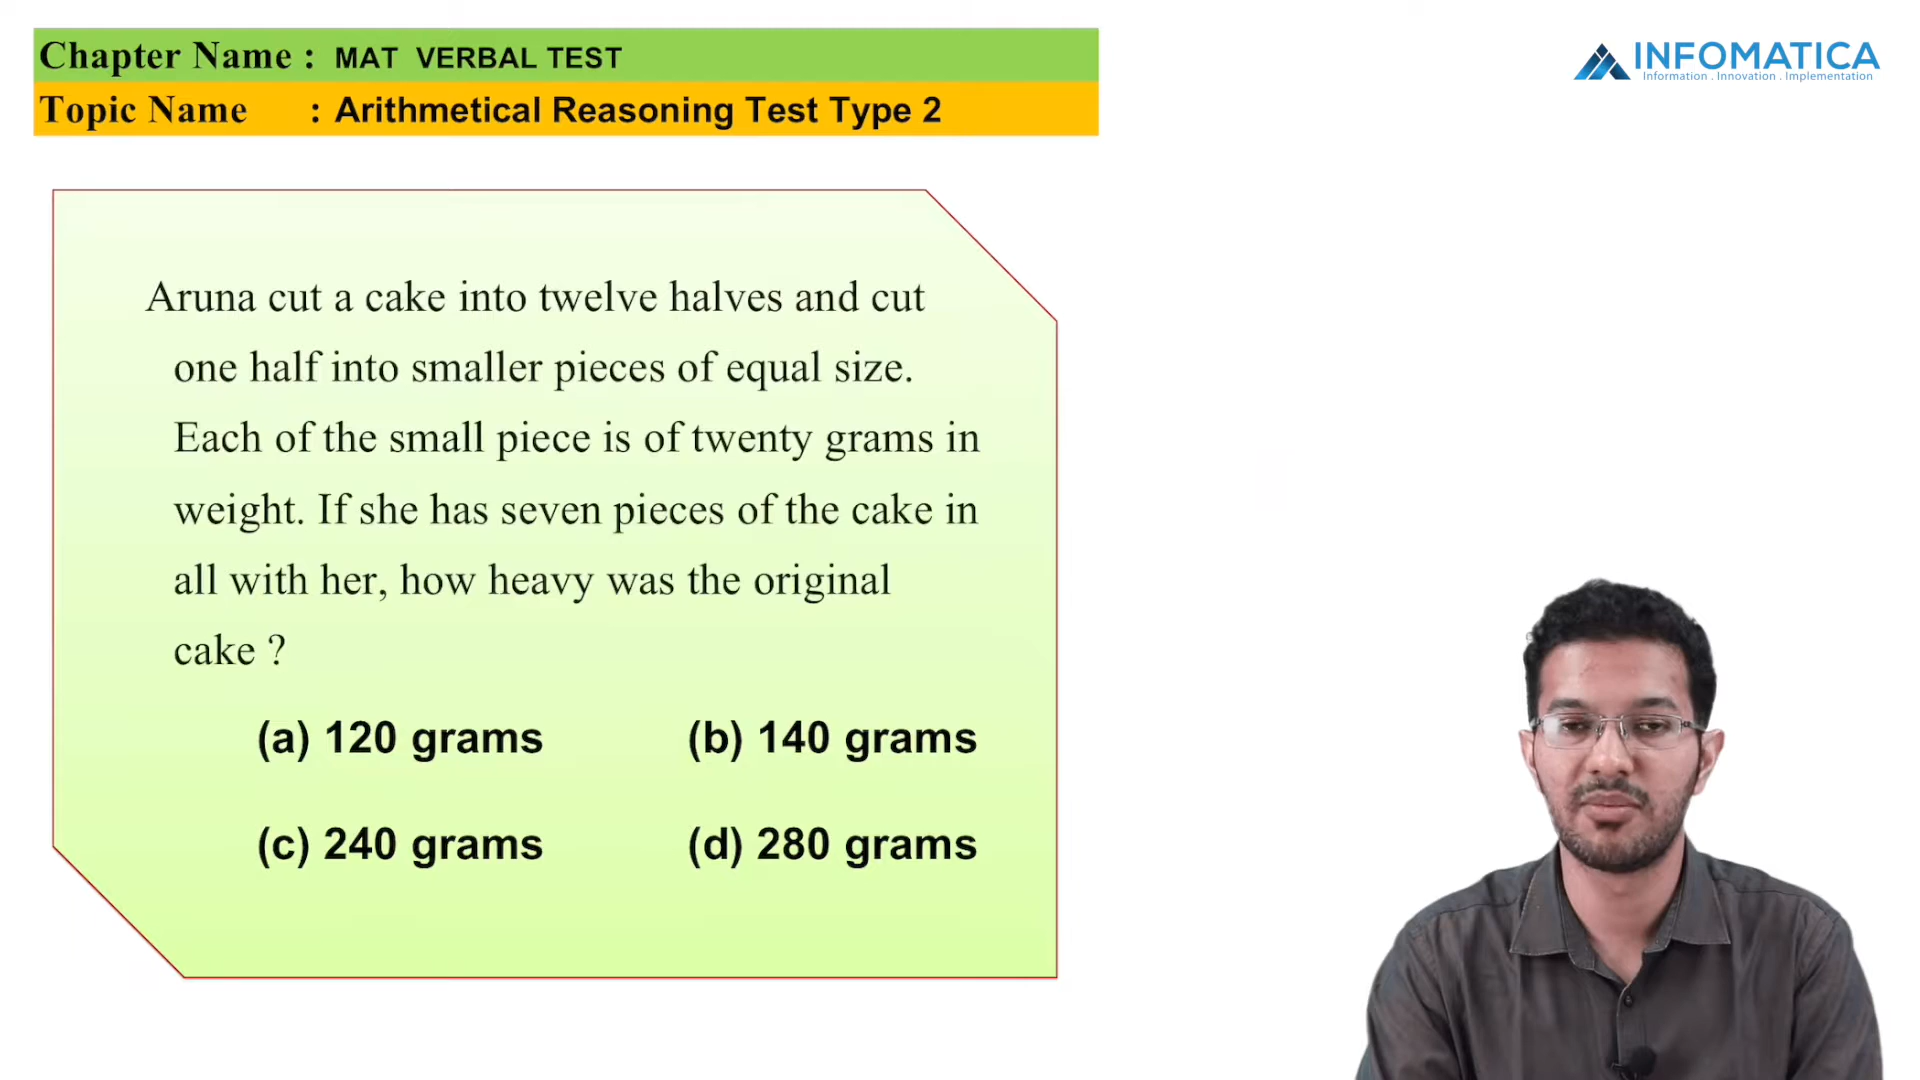 Chapter Name : MAT VERBAL TEST
Topic Name : Arithmetical Reasoning Test Type 2
INFOMATICA
Information . Innovation . Implementation
Aruna cut a cake into twelve halves and cut
one half into smaller pieces of equal size.
Each of the small piece is of twenty grams in
weight. If she has seven pieces of the cake in
all with her, how heavy was the original
cake ?
(a) 120 grams (b) 140 grams
(c) 240 grams (d) 280 grams